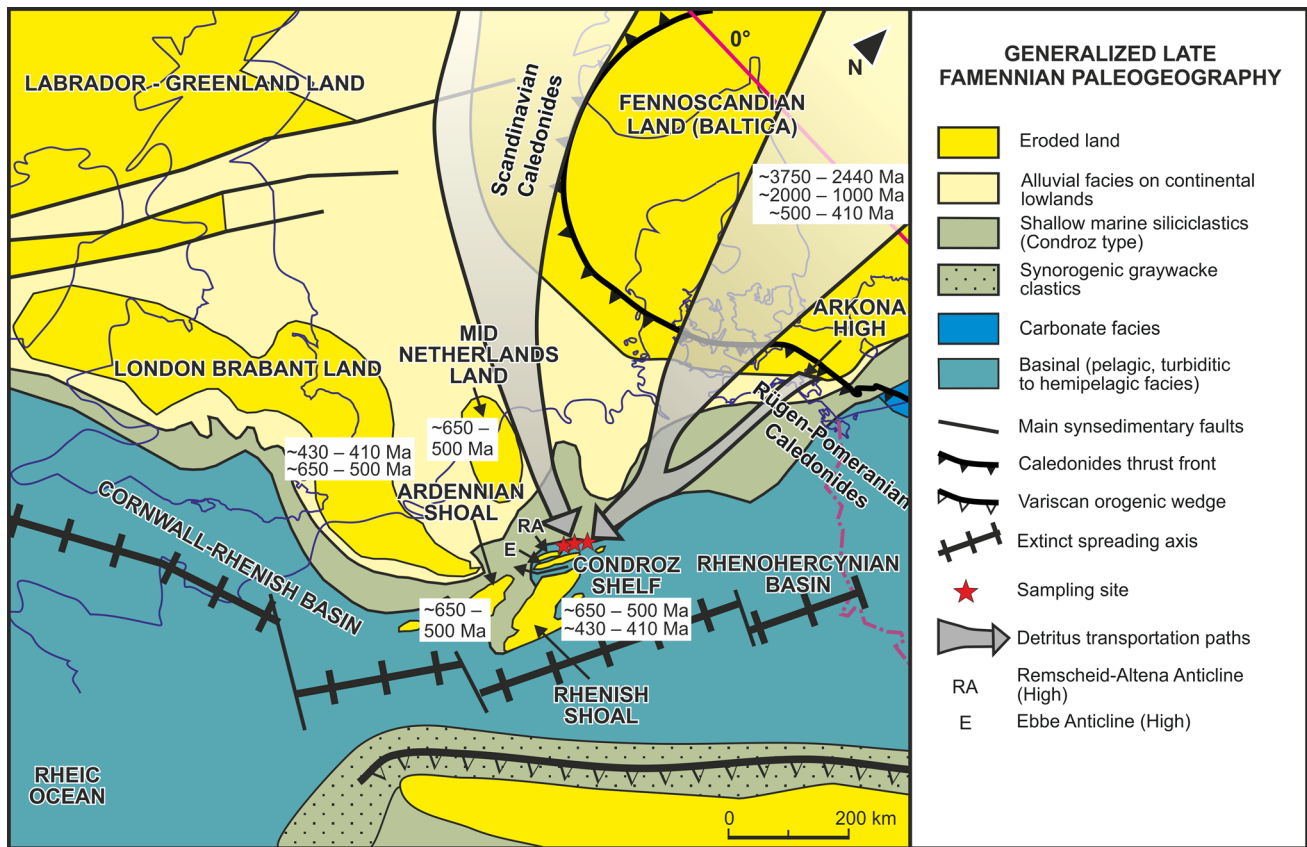 LABRADOR - GREENLAND LAND
Scandinavian
Caledonides
0°
N
FENNOSCANDIAN
LAND (BALTICA)
~3750 – 2440 Ma
~2000 – 1000 Ma
~500 – 410 Ma
ARKONA
HIGH
MID
NETHERLANDS
LAND
LONDON BRABANT LAND
Rügen-Pomeranian
Caledonides
~650 –
500 Ma
~430 – 410 Ma
~650 – 500 Ma
ARDENNIAN
SHOAL
RA
E
CORNWALL-RHENISH BASIN
CONDROZ
SHELF
RHENOHERCYNIAN
BASIN
~650 –
500 Ma
~650 – 500 Ma
~430 – 410 Ma
RHENISH
SHOAL
RHEIC
OCEAN
0 200 km
GENERALIZED LATE
FAMENNIAN PALEOGEOGRAPHY
Eroded land
Alluvial facies on continental
lowlands
Shallow marine siliciclastics
(Condroz type)
Synorogenic graywacke
clastics
Carbonate facies
Basinal (pelagic, turbiditic
to hemipelagic facies)
Main synsedimentary faults
Caledonides thrust front
Variscan orogenic wedge
Extinct spreading axis
Sampling site
Detritus transportation paths
RA Remscheid-Altena Anticline
(High)
E Ebbe Anticline (High)